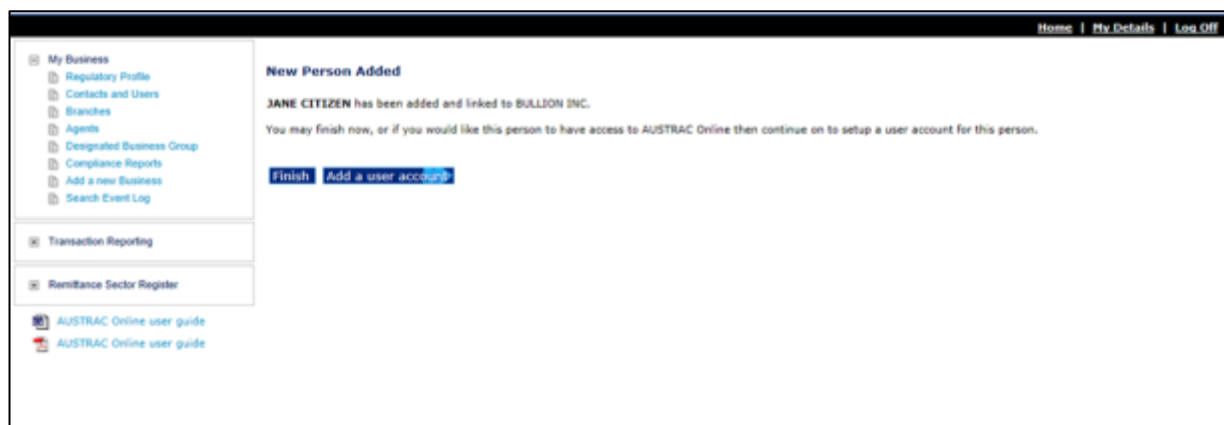 Home | My Details | Log Off
My Business
Regulatory Profile
Contacts and Users
Branches
Agents
Designated Business Group
Compliance Reports
Add a new Business
Search Event Log
Transaction Reporting
Remittance Sector Register
AUSTRAC Online user guide
AUSTRAC Online user guide
New Person Added
JANE CITIZEN has been added and linked to BULLION INC.
You may finish now, or if you would like this person to have access to AUSTRAC Online then continue on to setup a user account for this person.
Finish Add a user account